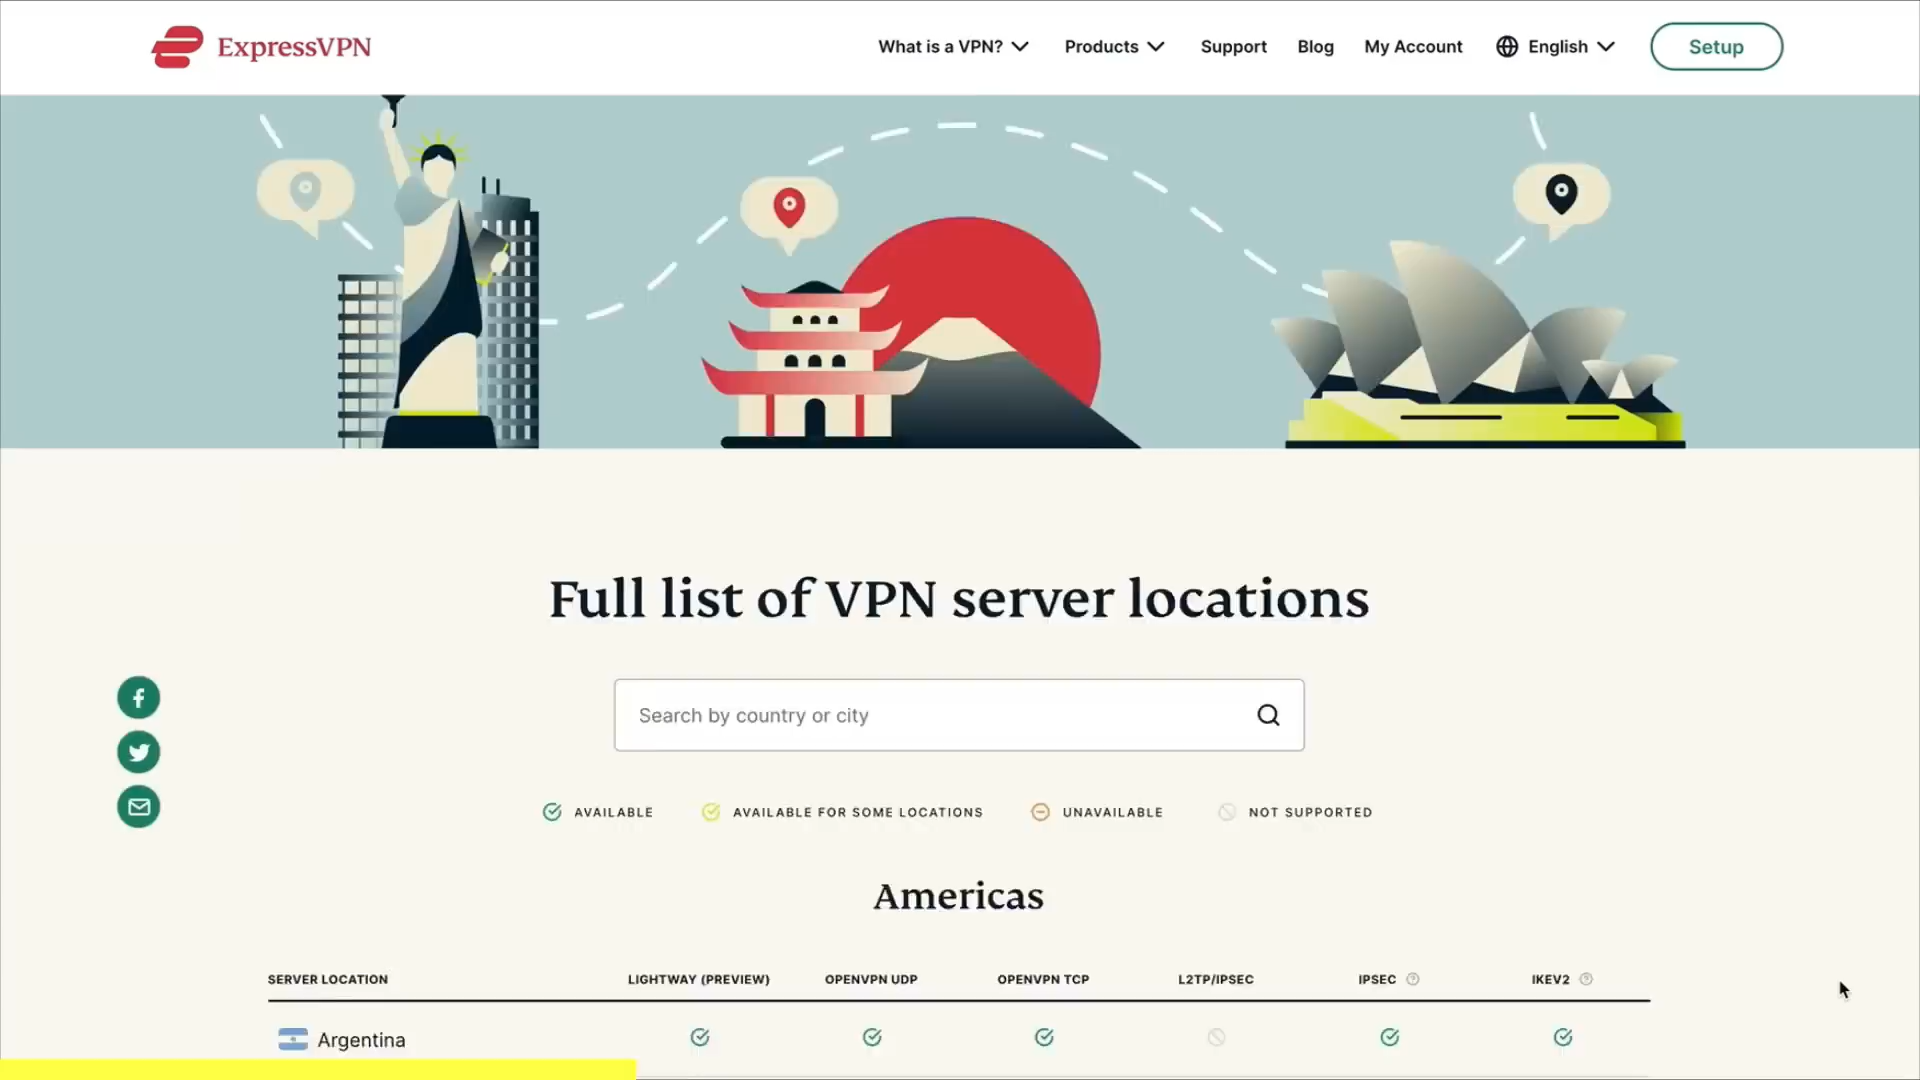 ExpressVPN
What is a VPN? Products Support Blog My Account English Setup
Full list of VPN server locations
Search by country or city
AVAILABLE AVAILABLE FOR SOME LOCATIONS UNAVAILABLE NOT SUPPORTED
Americas
SERVER LOCATION LIGHTWAY (PREVIEW) OPENVPN UDP OPENVPN TCP L2TP/IPSEC IPSEC IKEV2
Argentina